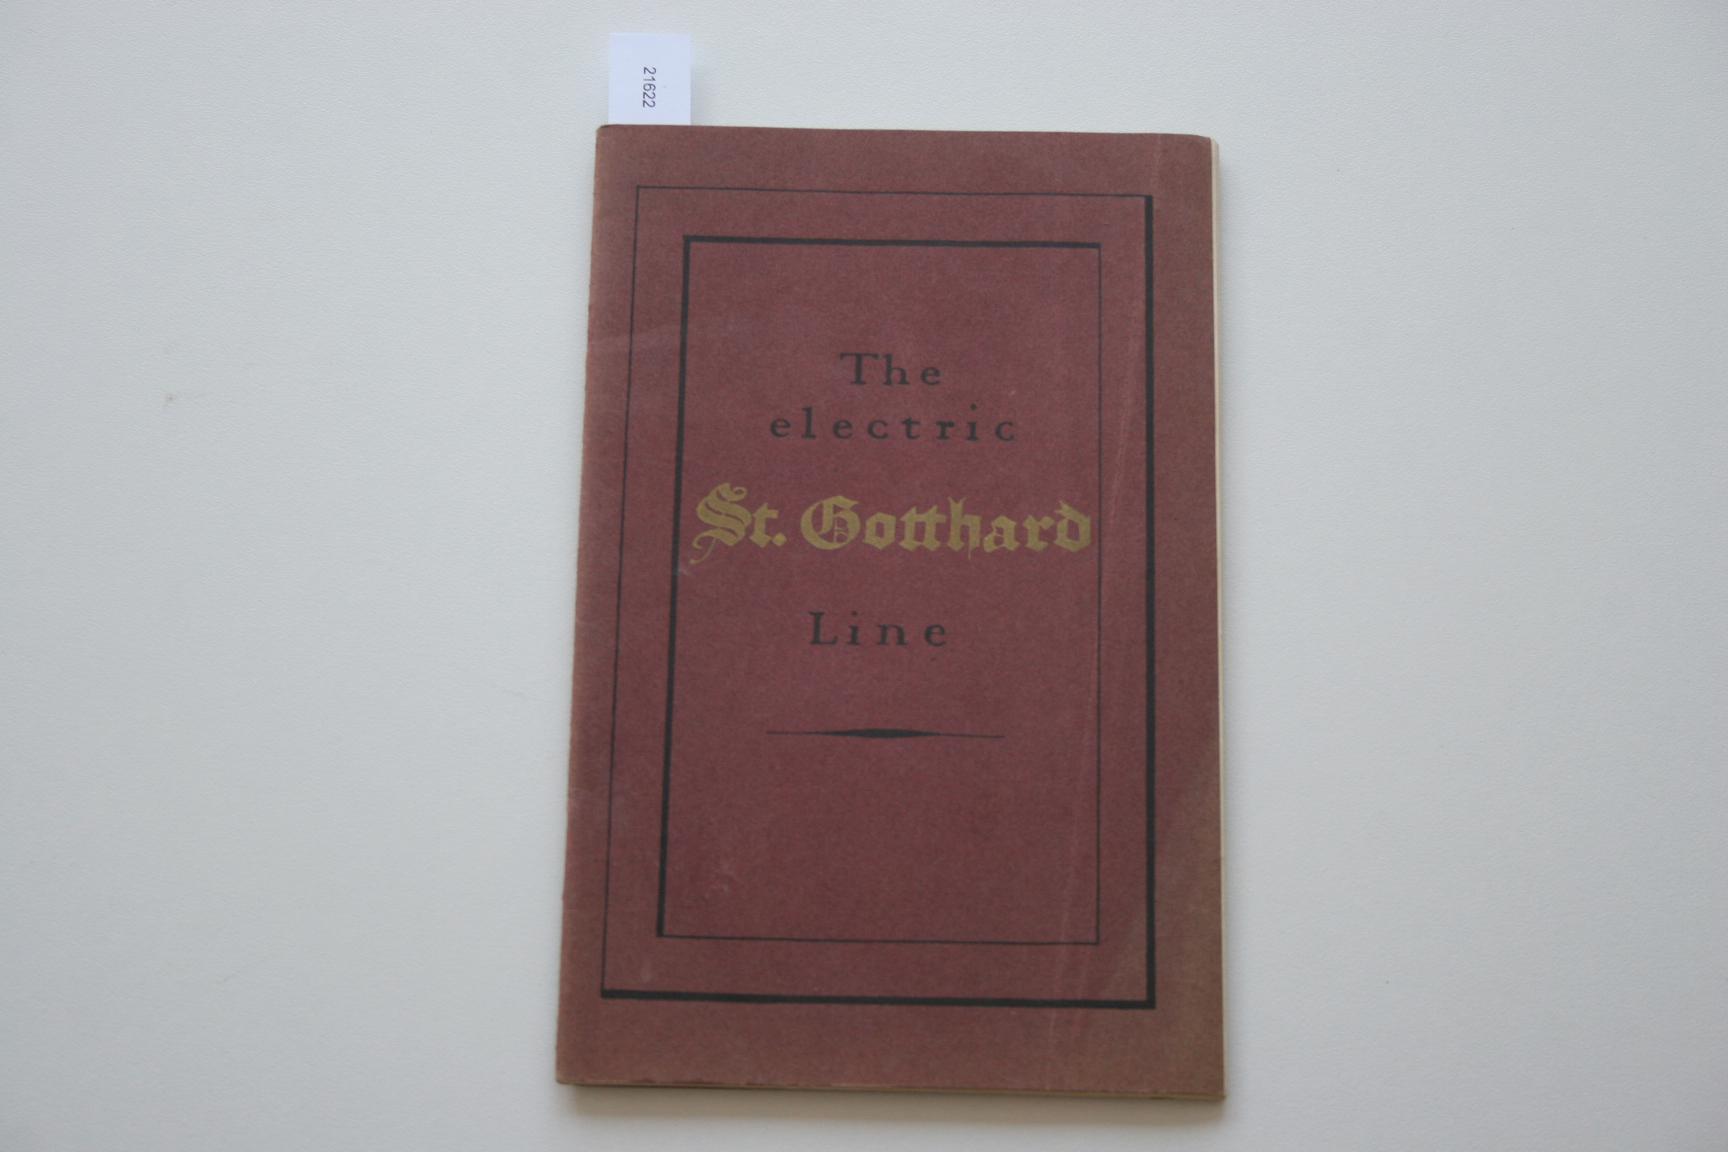 21622
The
electric
St. Gotthard
Line